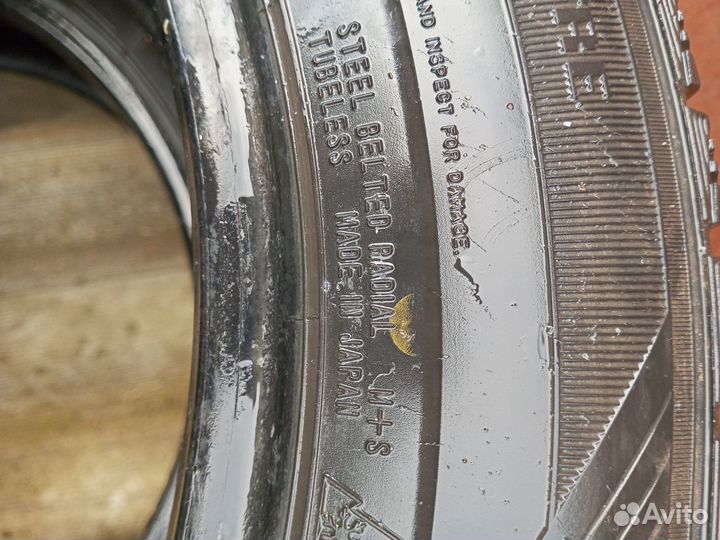 AND INSPECT FOR DAMAGE.
STEEL BELTED RADIAL M+S
TUBELESS MADE IN JAPAN
Avito